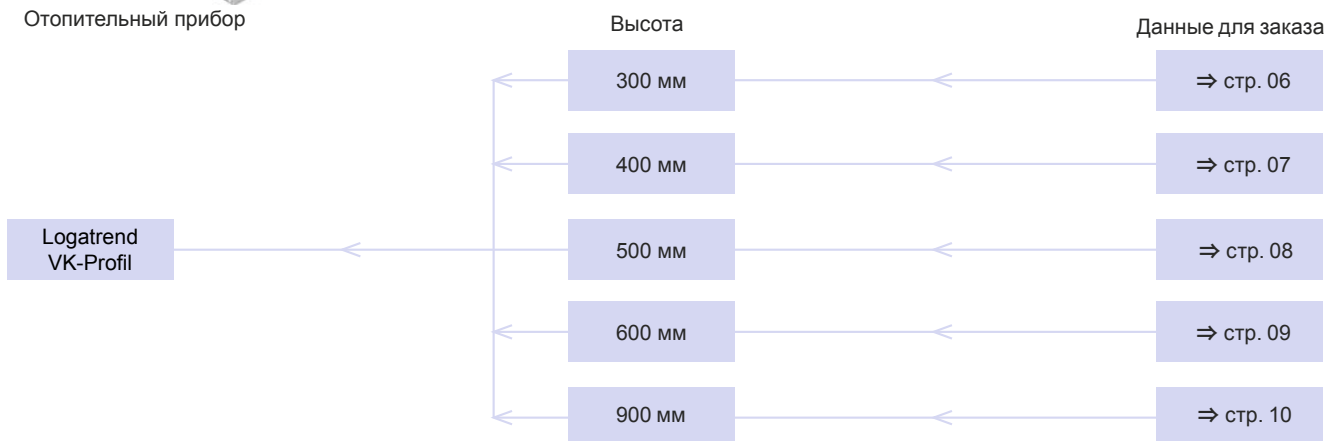 Отопительный прибор
Высота
Данные для заказа
300 мм
⇒ стр. 06
400 мм
⇒ стр. 07
Logatrend
VK-Profil
500 мм
⇒ стр. 08
600 мм
⇒ стр. 09
900 мм
⇒ стр. 10